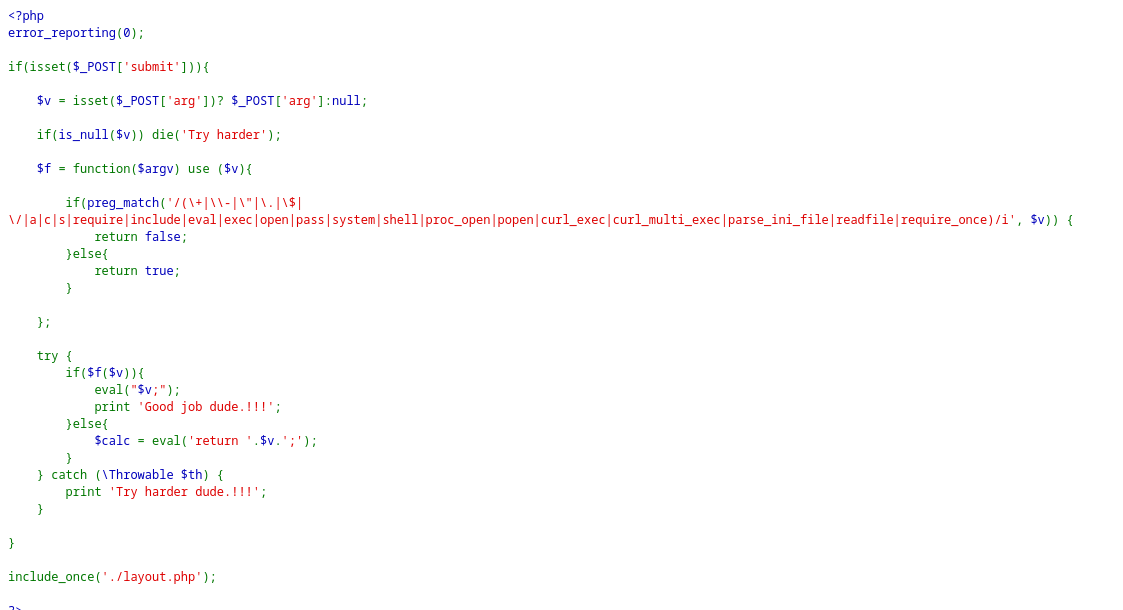 <?php
error_reporting(0);
if(isset($_POST['submit'])){
$v = isset($_POST['arg'])? $_POST['arg']:null;
if(is_null($v)) die('Try harder');
$f = function($argv) use ($v){
if(preg_match('/(\+|\\-|\"|\.|\$|
\/|a|c|s|require|include|eval|exec|open|pass|system|shell|proc_open|popen|curl_exec|curl_multi_exec|parse_ini_file|readfile|require_once)/i', $v)) {
return false;
}else{
return true;
}
};
try {
if($f($v)){
eval("$v;");
print 'Good job dude.!!!';
}else{
$calc = eval('return '.$v.';');
}
} catch (\Throwable $th) {
print 'Try harder dude.!!!';
}
}
include_once('./layout.php');
?>